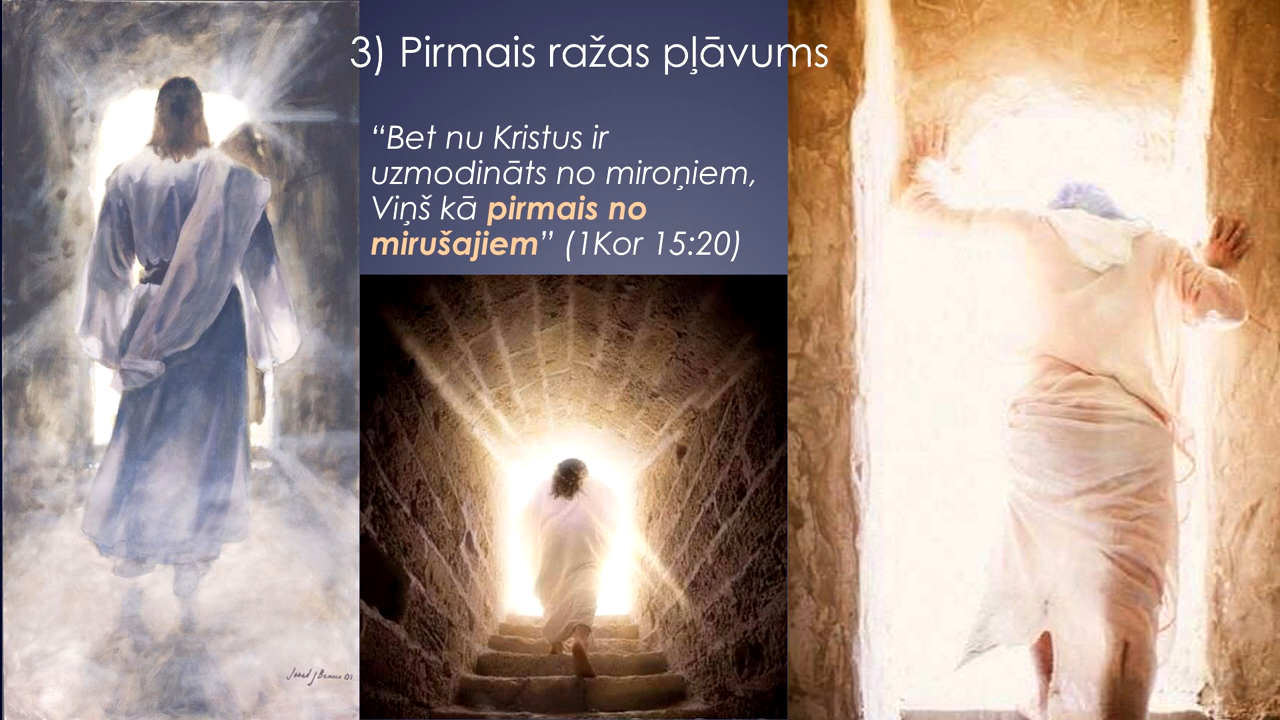 3) Pirmais ražas pļāvums
“Bet nu Kristus ir
uzmodināts no miroņiem,
Viņš kā pirmais no
mirušajiem” (1Kor 15:20)